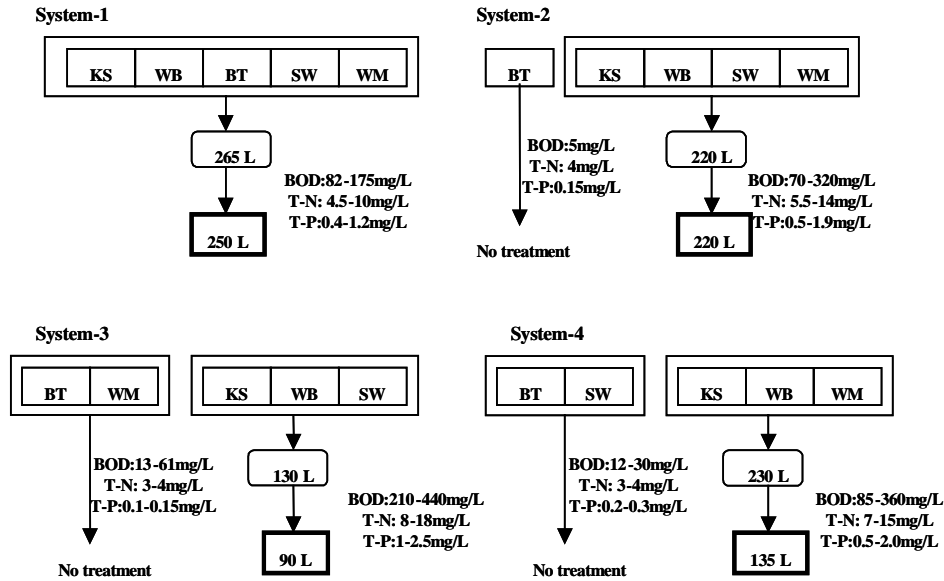 System-1
KS WB BT SW WM
265 L
BOD:82-175mg/L
T-N: 4.5-10mg/L
T-P:0.4-1.2mg/L
250 L
System-2
BT
KS WB SW WM
BOD:5mg/L
T-N: 4mg/L
T-P:0.15mg/L
No treatment
220 L
BOD:70-320mg/L
T-N: 5.5-14mg/L
T-P:0.5-1.9mg/L
220 L
System-3
BT WM
KS WB SW
BOD:13-61mg/L
T-N: 3-4mg/L
T-P:0.1-0.15mg/L
No treatment
130 L
BOD:210-440mg/L
T-N: 8-18mg/L
T-P:1-2.5mg/L
90 L
System-4
BT SW
KS WB WM
BOD:12-30mg/L
T-N: 3-4mg/L
T-P:0.2-0.3mg/L
No treatment
230 L
BOD:85-360mg/L
T-N: 7-15mg/L
T-P:0.5-2.0mg/L
135 L